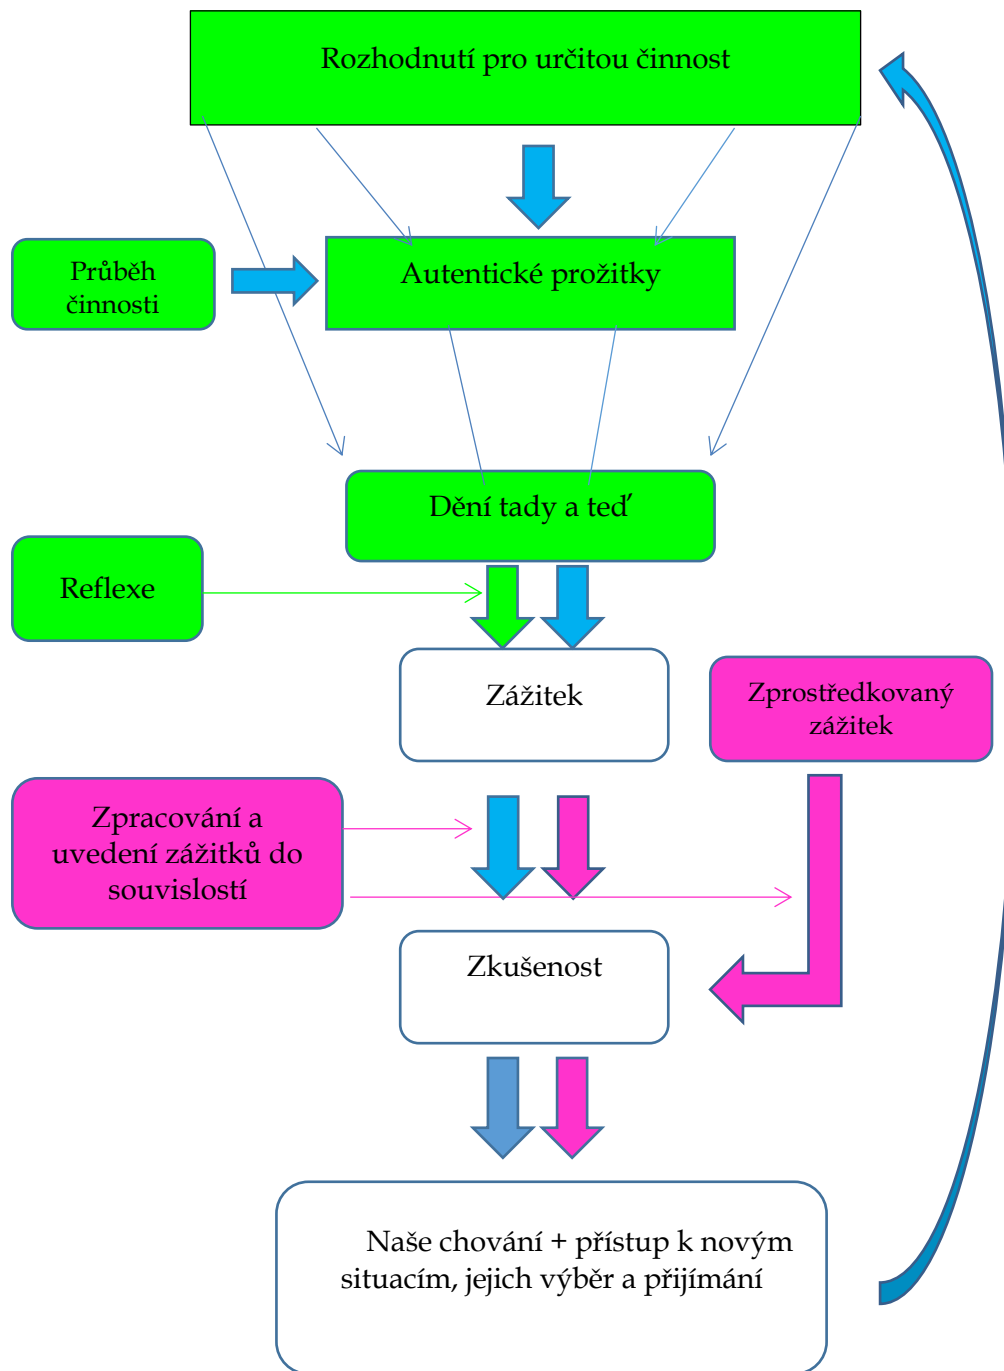 Rozhodnutí pro určitou činnost
Průběh
činnosti
Autentické prožitky
Dění tady a teď
Reflexe
Zážitek
Zprostředkovaný
zážitek
Zpracování a
uvedení zážitků do
souvislostí
Zkušenost
Naše chování + přístup k novým
situacím, jejich výběr a přijímání